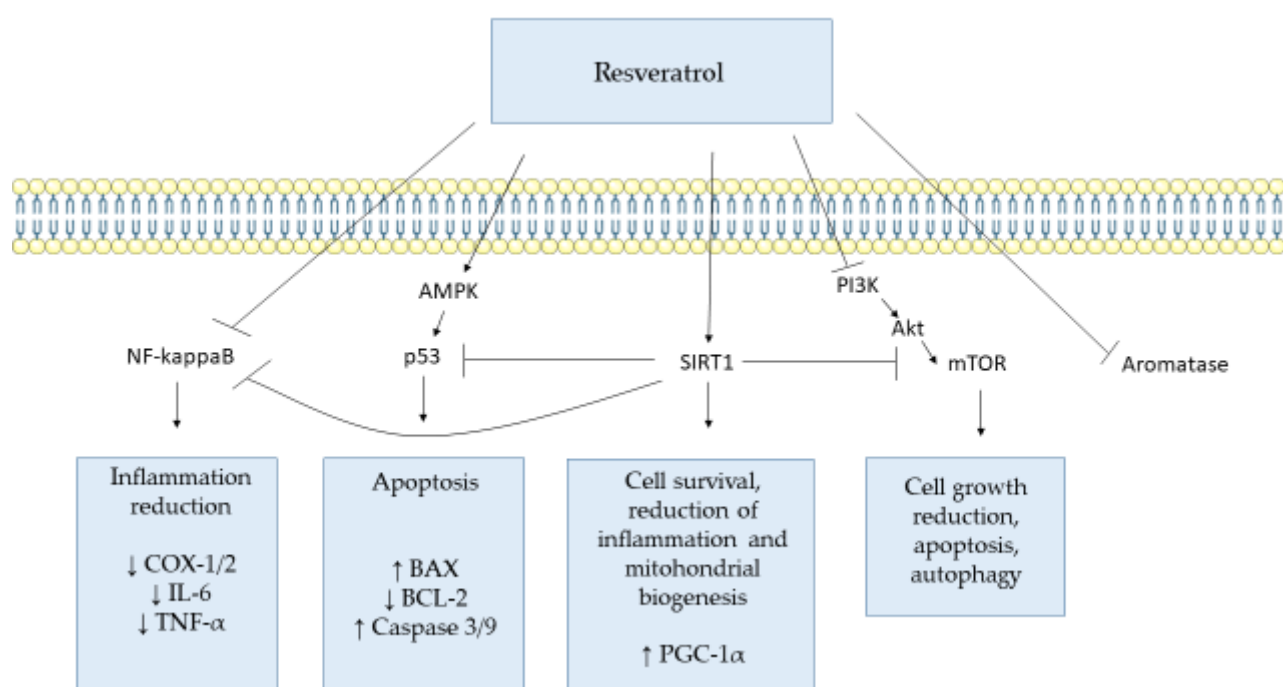 Resveratrol
AMPK
PI3K
Akt
NF-kappaB
p53
SIRT1
mTOR
Aromatase
Inflammation
reduction
↓ COX-1/2
↓ IL-6
↓ TNF-α
Apoptosis
↑ BAX
↓ BCL-2
↑ Caspase 3/9
Cell survival,
reduction of
inflammation and
mitohondrial
biogenesis
↑ PGC-1α
Cell growth
reduction,
apoptosis,
autophagy